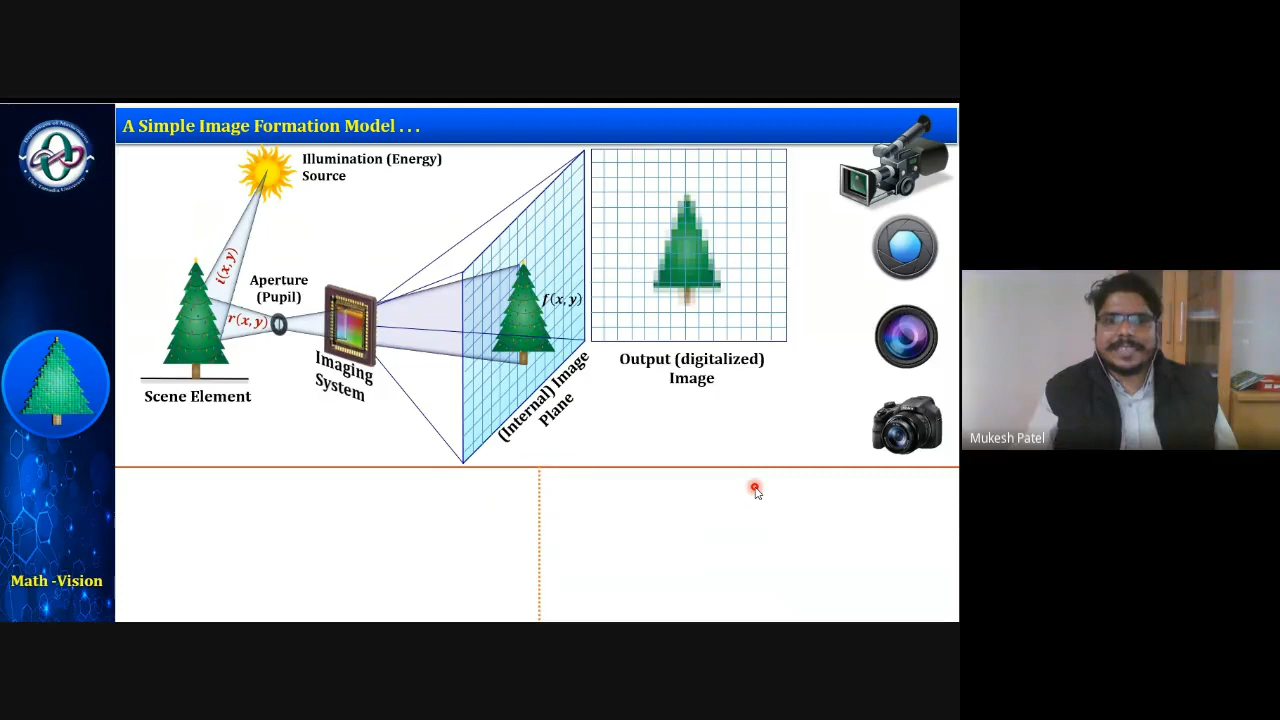 A Simple Image Formation Model . . .
Illumination (Energy)
Source
i(x, y)
Aperture
(Pupil)
r(x, y)
f(x, y)
Imaging
System
Scene Element
(Internal) Image
Plane
Output (digitalized)
Image
Math -Vision
Mukesh Patel